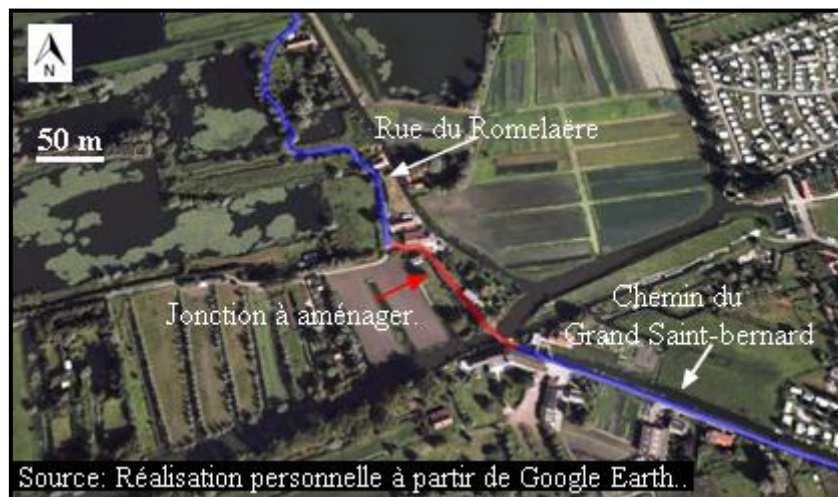 N
50 m
Rue du Romelaëre
Jonction à aménager.
Chemin du
Grand Saint-bernard
Source: Réalisation personnelle à partir de Google Earth..